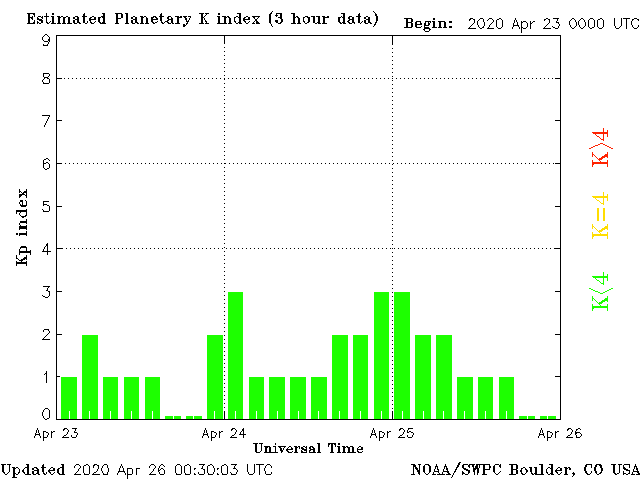 Estimated Planetary K index (3 hour data) Begin: 2020 Apr 23 0000 UTC
9
8
7
6
5
4
3
2
1
0
Kp index
K>4
K=4
K<4
Apr 23 Apr 24 Apr 25 Apr 26
Universal Time
Updated 2020 Apr 26 00:30:03 UTC NOAA/SWPC Boulder, CO USA